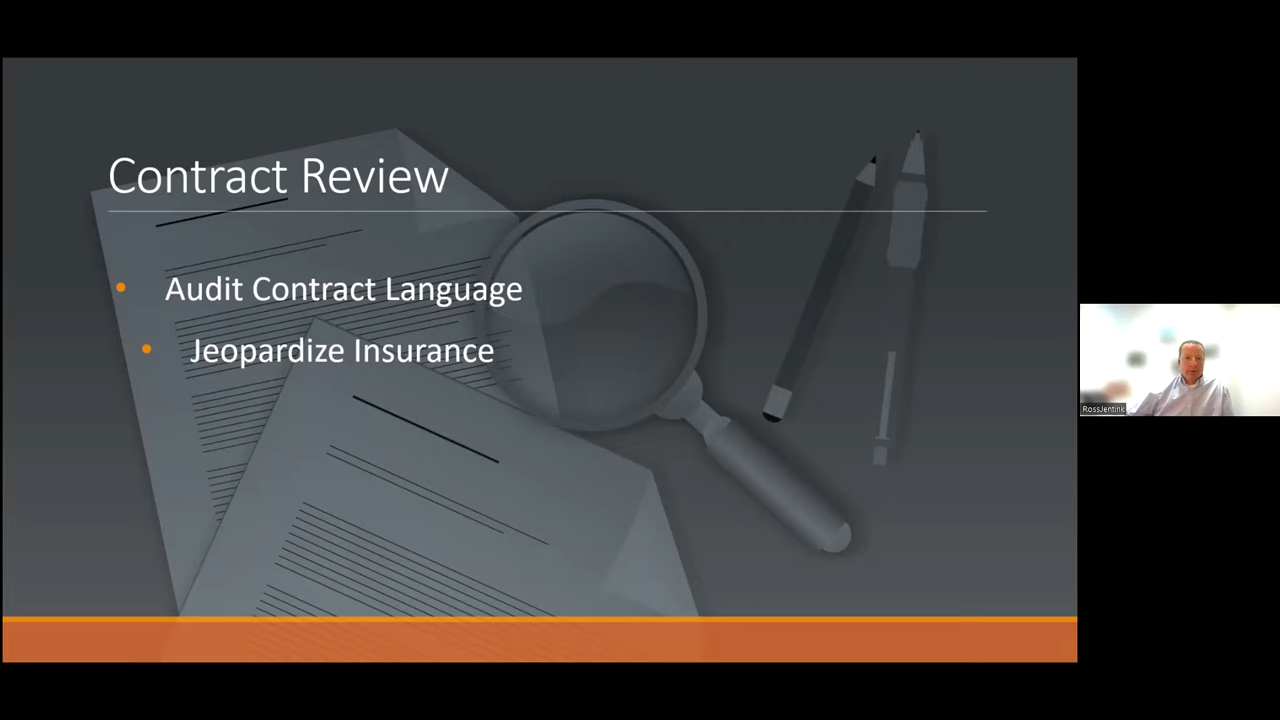 Contract Review
• Audit Contract Language
• Jeopardize Insurance
RossJentink